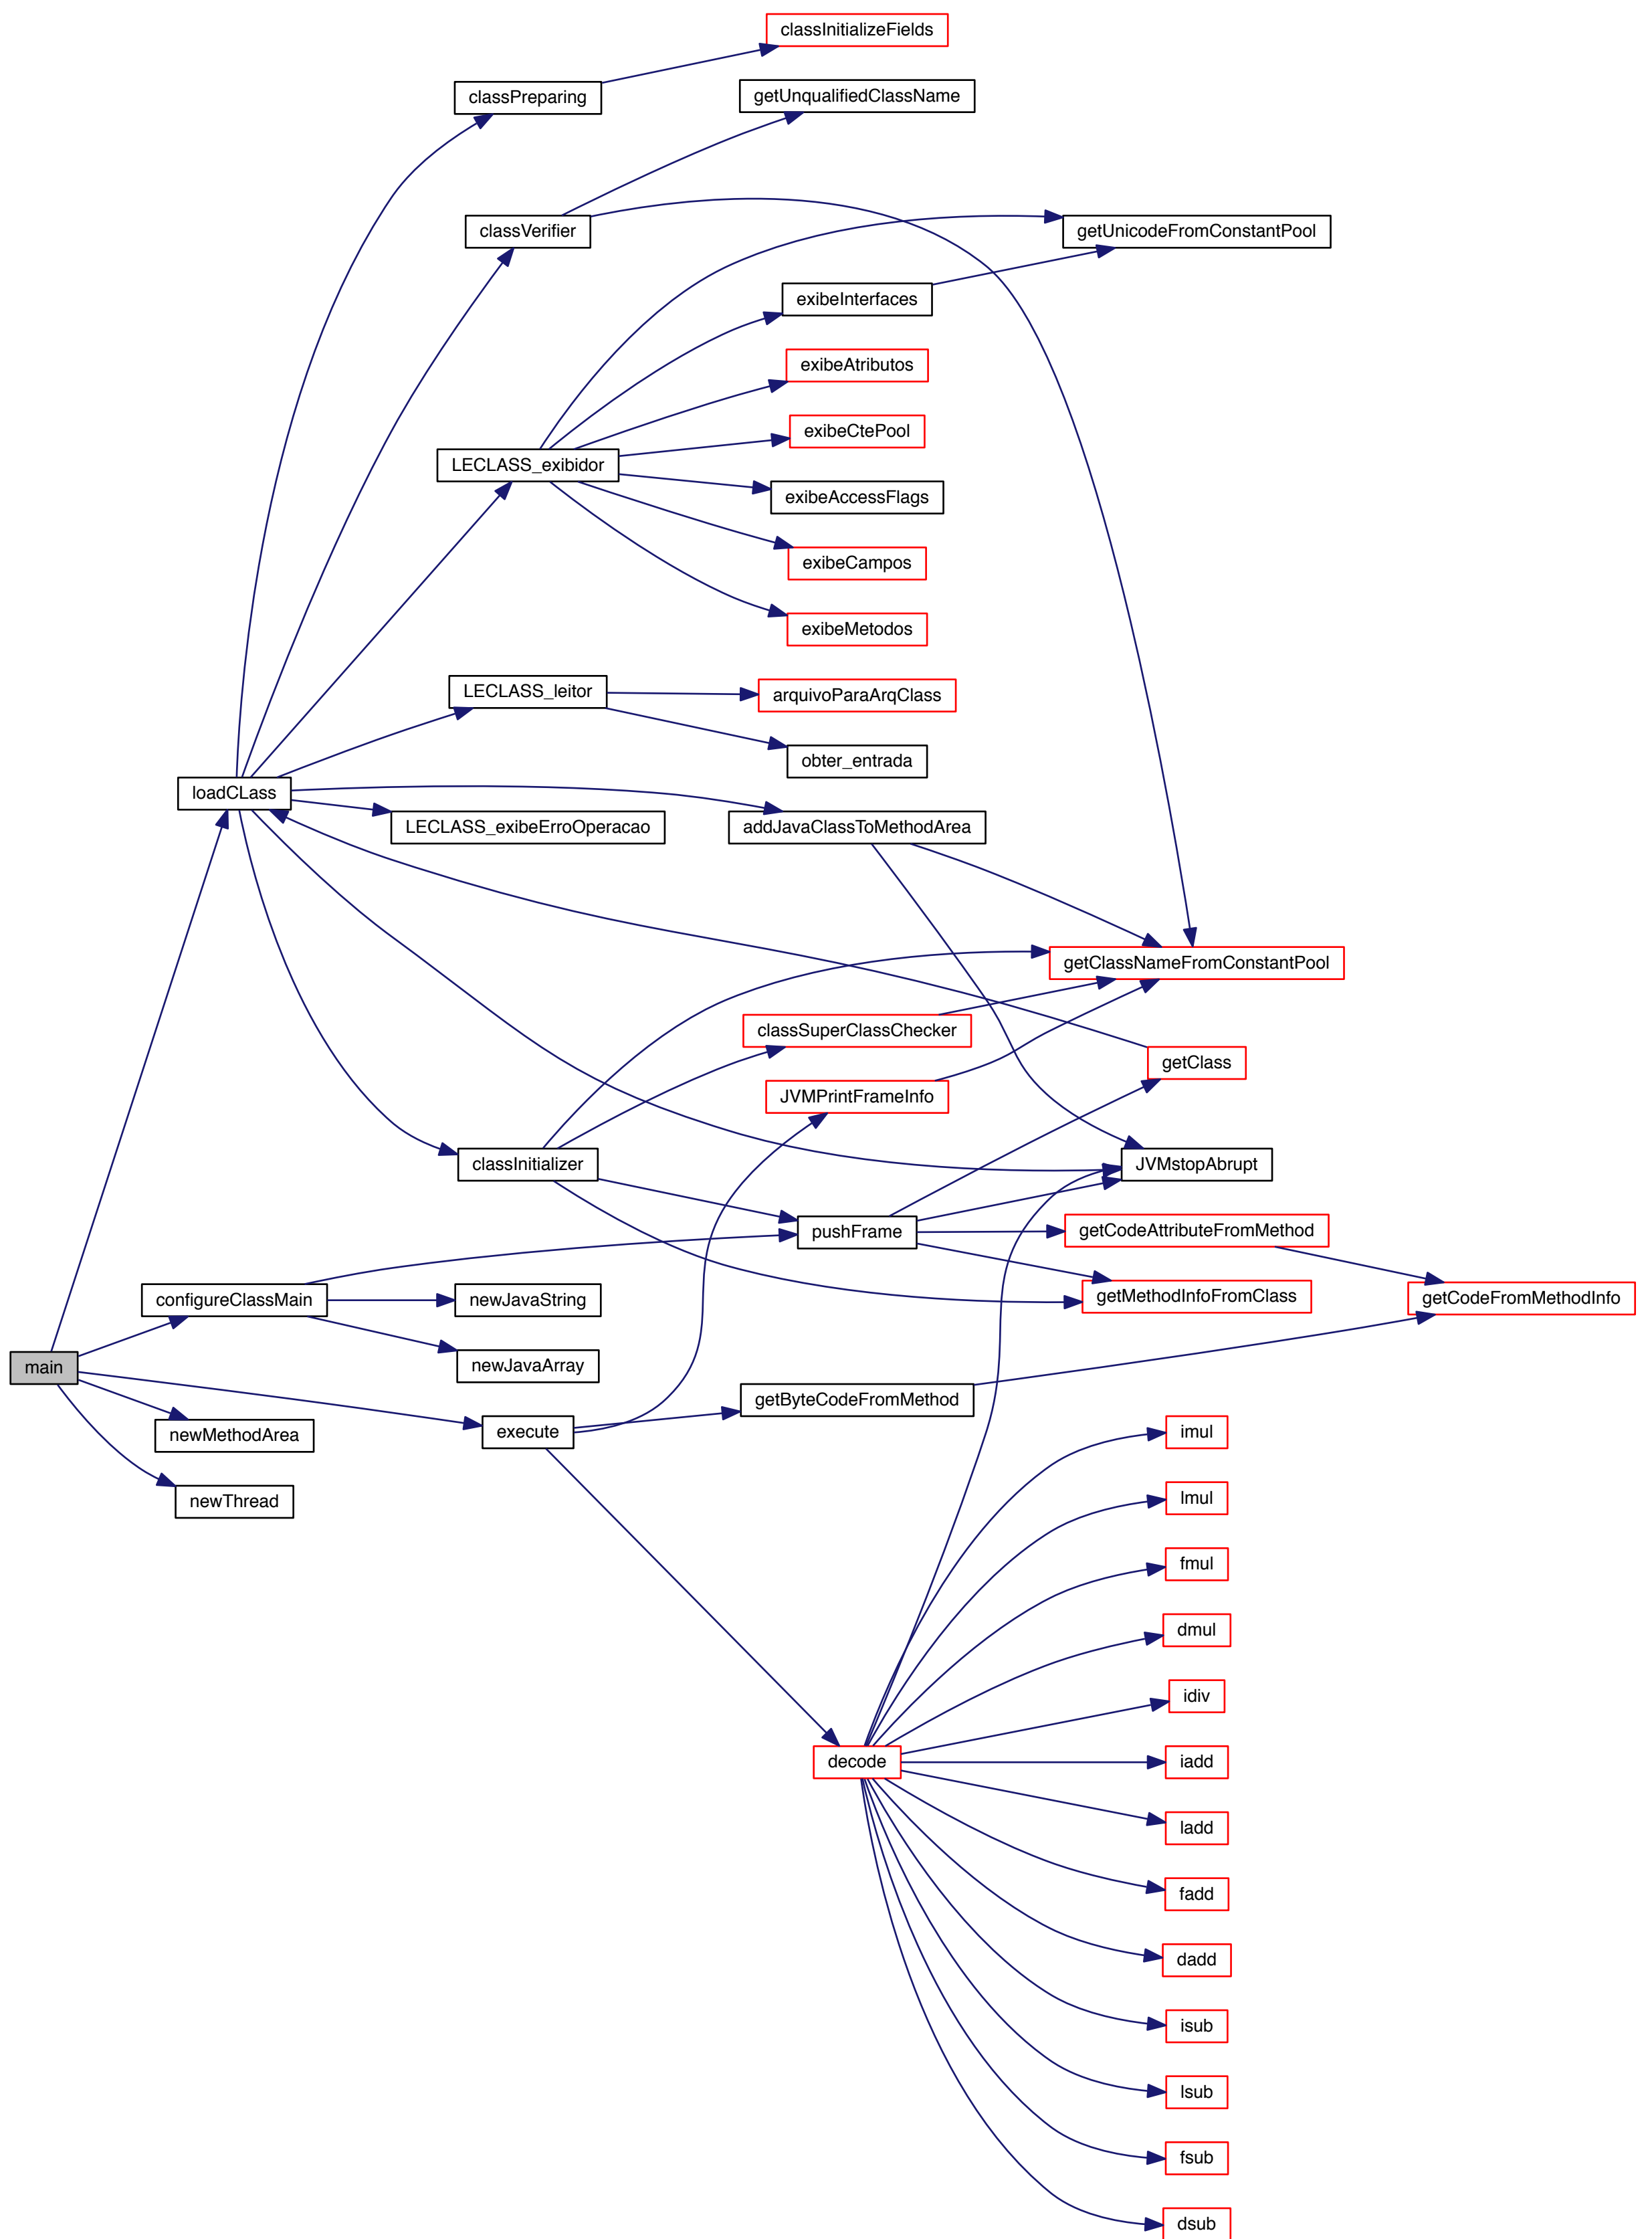 classInitializeFields
classPreparing
getUnqualifiedClassName
classVerifier
getUnicodeFromConstantPool
exibeInterfaces
exibeAtributos
exibeCtePool
LECLASS_exibidor
exibeAccessFlags
exibeCampos
exibeMetodos
LECLASS_leitor
arquivoParaArqClass
obter_entrada
loadCLass
LECLASS_exibeErroOperacao
addJavaClassToMethodArea
getClassNameFromConstantPool
classSuperClassChecker
getClass
JVMPrintFrameInfo
classInitializer
JVMstopAbrupt
pushFrame
getCodeAttributeFromMethod
configureClassMain
newJavaString
getMethodInfoFromClass
getCodeFromMethodInfo
main
newJavaArray
getByteCodeFromMethod
newMethodArea
execute
imul
newThread
lmul
fmul
dmul
idiv
decode
iadd
ladd
fadd
dadd
isub
lsub
fsub
dsub